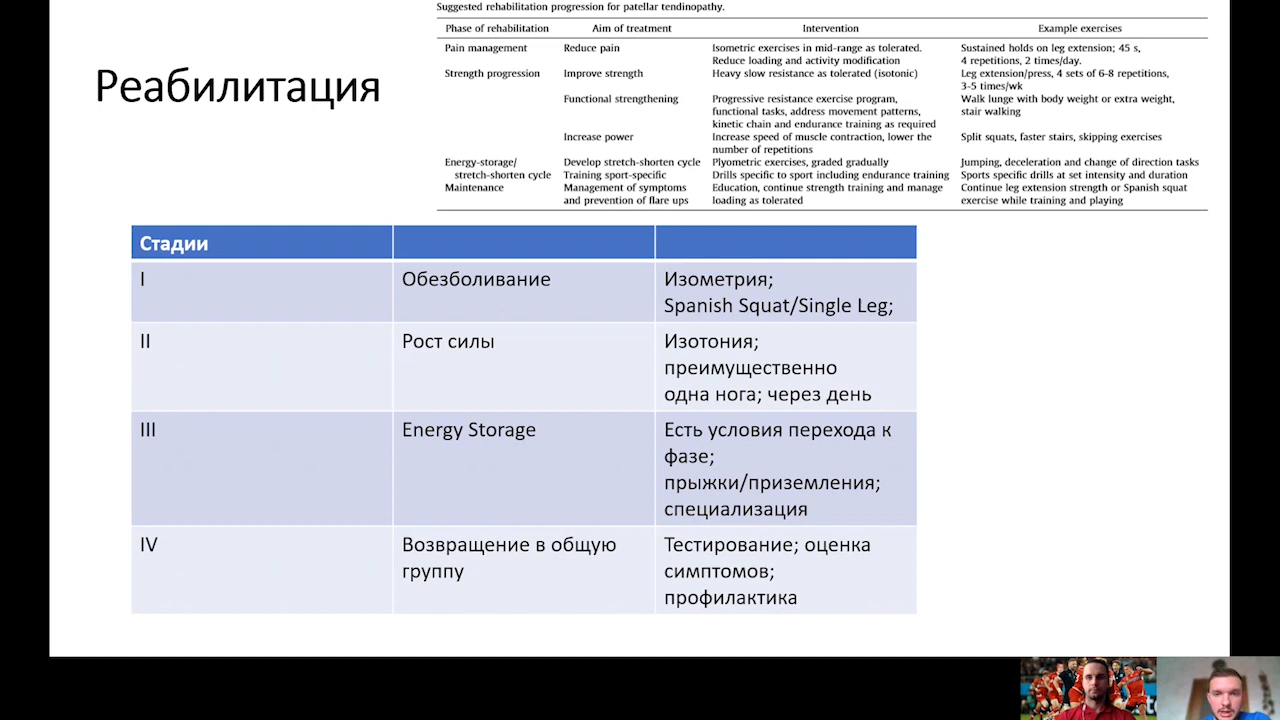 Suggested rehabilitation progression for patellar tendinopathy.
Phase of rehabilitation Aim of treatment Intervention Example exercises
Pain management Reduce pain Isometric exercises in mid-range as tolerated. Sustained holds on leg extension; 45 s,
Reduce loading and activity modification 4 repetitions, 2 times/day.
Strength progression Improve strength Heavy slow resistance as tolerated (isotonic) Leg extension/press, 4 sets of 6-8 repetitions,
3-5 times/wk
Functional strengthening Progressive resistance exercise program, Walk lunge with body weight or extra weight,
functional tasks, address movement patterns, stair walking
kinetic chain and endurance training as required
Increase power Increase speed of muscle contraction, lower the Split squats, faster stairs, skipping exercises
number of repetitions
Energy-storage/ Develop stretch-shorten cycle Plyometric exercises, graded gradually Jumping, deceleration and change of direction tasks
stretch-shorten cycle Training sport-specific Drills specific to sport including endurance training Sports specific drills at set intensity and duration
Maintenance Management of symptoms Education, continue strength training and manage Continue leg extension strength or Spanish squat
and prevention of flare ups loading as tolerated exercise while training and playing
Реабилитация
Стадии
I Обезболивание Изометрия;
Spanish Squat/Single Leg;
II Рост силы Изотония;
преимущественно
одна нога; через день
III Energy Storage Есть условия перехода к
фазе;
прыжки/приземления;
специализация
IV Возвращение в общую Тестирование; оценка
группу симптомов;
профилактика